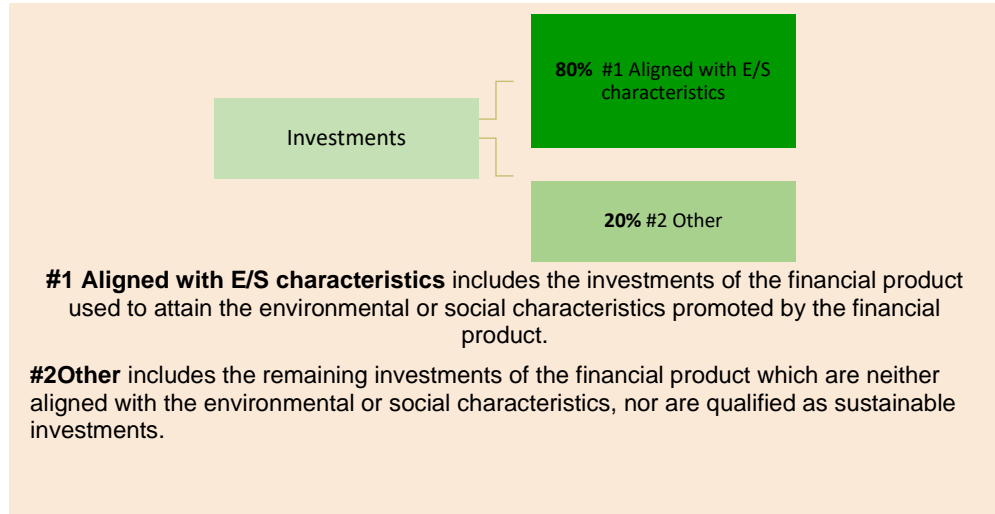 80% #1 Aligned with E/S
characteristics
Investments
20% #2 Other
#1 Aligned with E/S characteristics includes the investments of the financial product
used to attain the environmental or social characteristics promoted by the financial
product.
#2Other includes the remaining investments of the financial product which are neither
aligned with the environmental or social characteristics, nor are qualified as sustainable
investments.